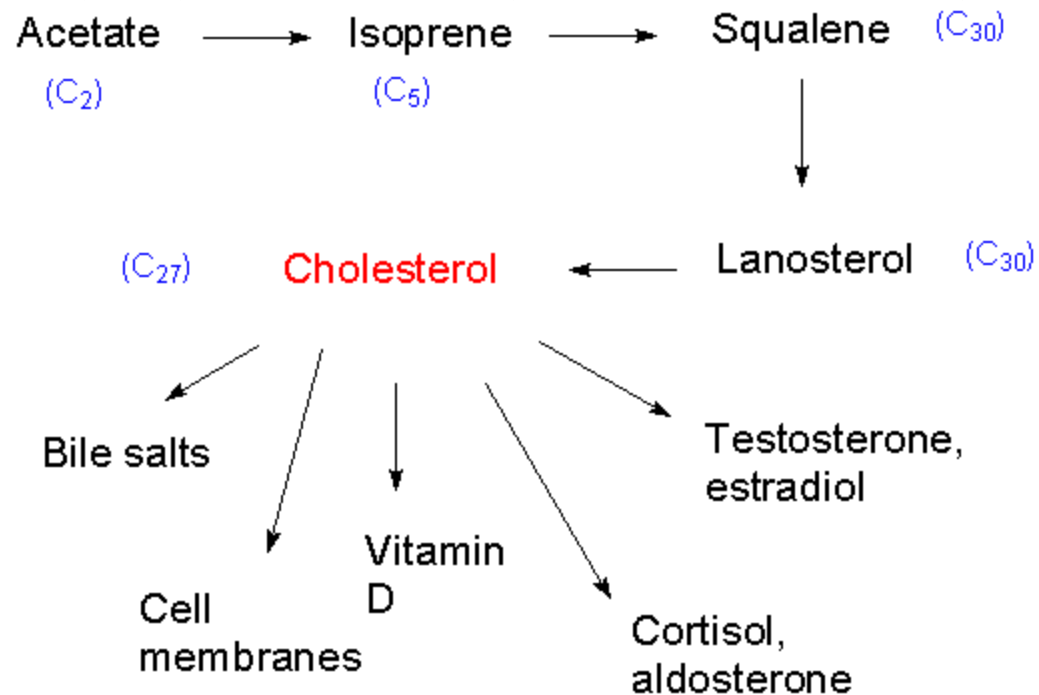 Acetate
Isoprene
Squalene (C30)
(C2)
(C5)
(C27)
Cholesterol
Lanosterol (C30)
Bile salts
Testosterone,
estradiol
Vitamin
D
Cell
membranes
Cortisol,
aldosterone